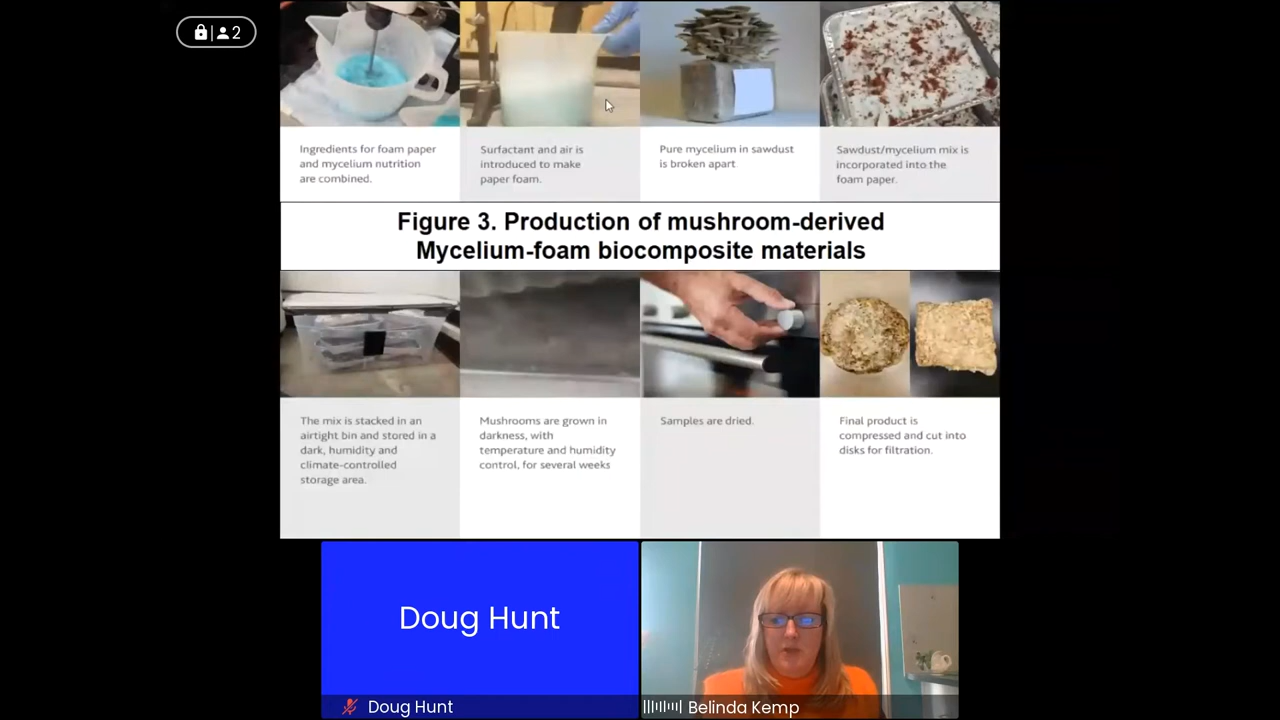 2
Ingredients for foam paper
and mycelium nutrition
are combined.
Surfactant and air is
introduced to make
paper foam.
Pure mycelium in sawdust
is broken apart
Sawdust/mycelium mix is
incorporated into the
foam paper.
Figure 3. Production of mushroom-derived
Mycelium-foam biocomposite materials
The mix is stacked in an
airtight bin and stored in a
dark, humidity and
climate-controlled
storage area.
Mushrooms are grown in
darkness, with
temperature and humidity
control, for several weeks
Samples are dried.
Final product is
compressed and cut into
disks for filtration.
Doug Hunt
Doug Hunt
Belinda Kemp